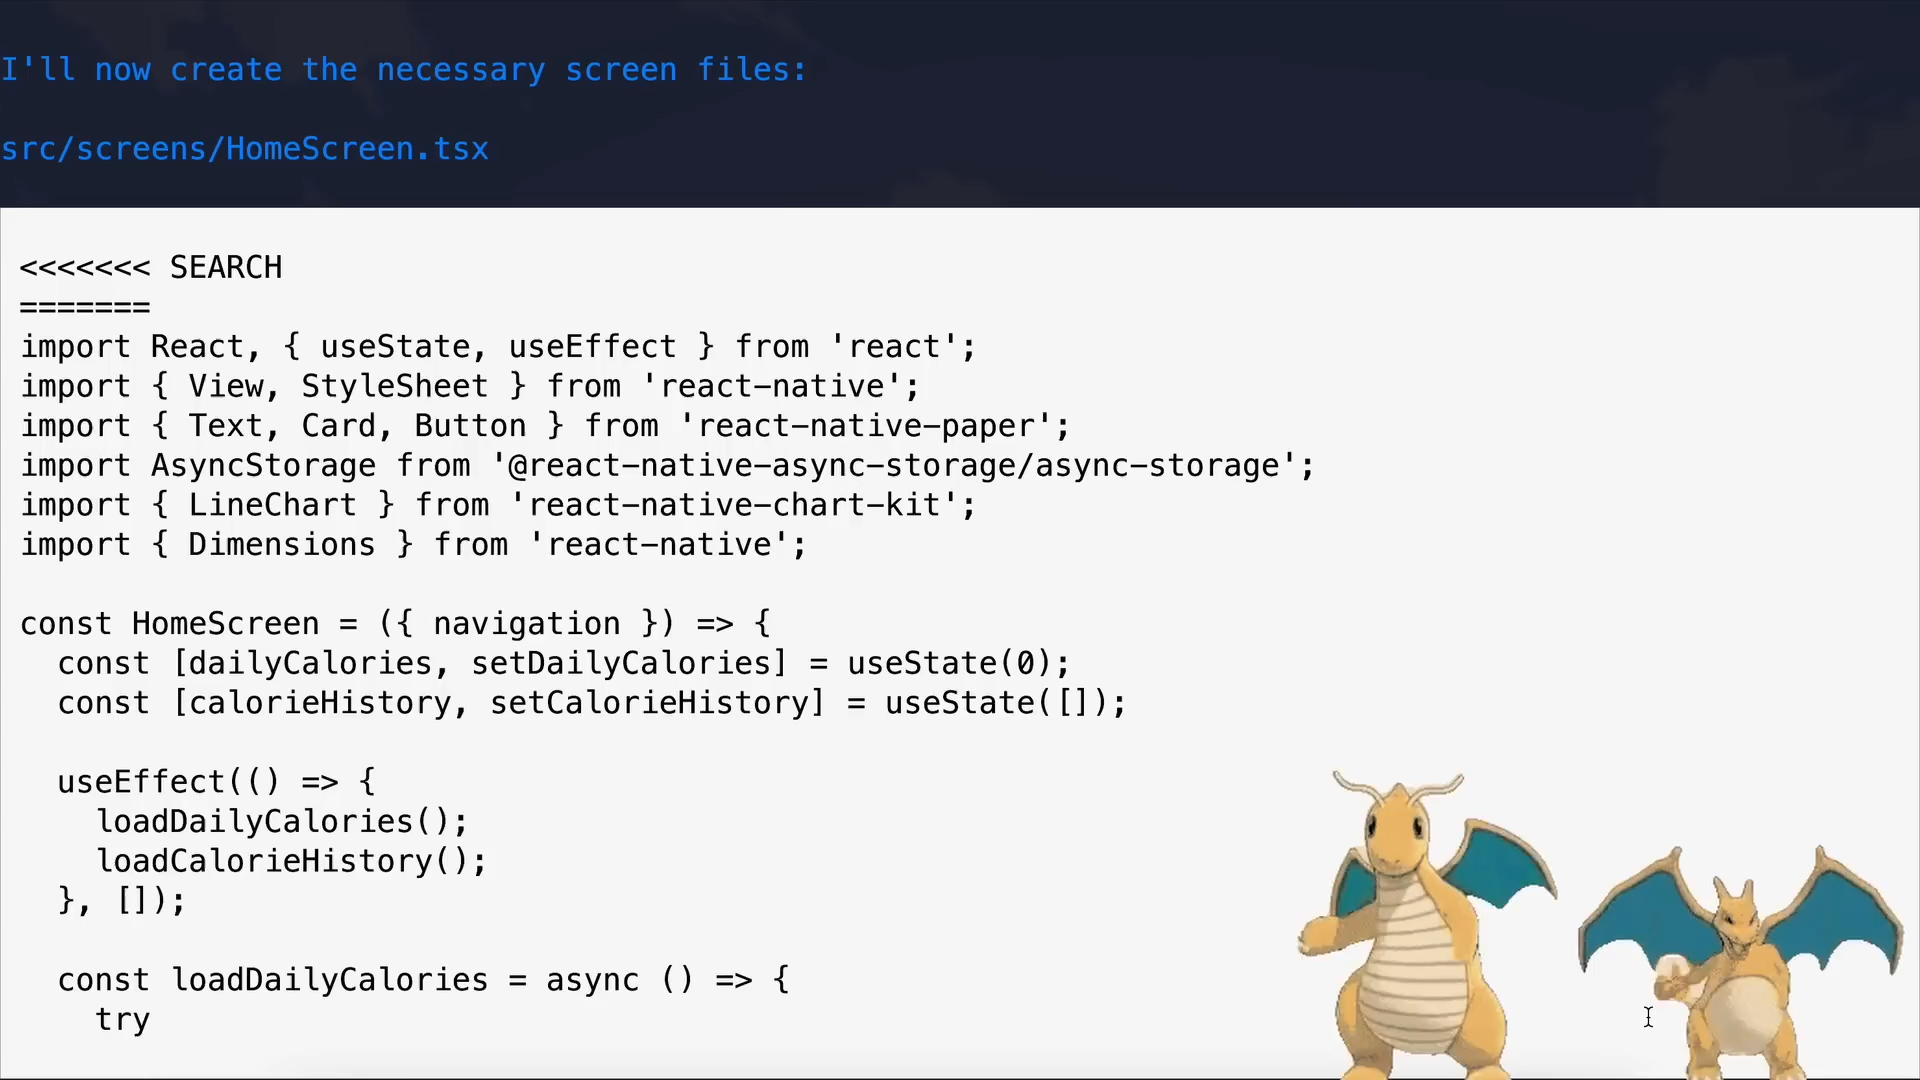 I'll now create the necessary screen files:
src/screens/HomeScreen.tsx
<<<<<<< SEARCH
=======
import React, { useState, useEffect } from 'react';
import { View, StyleSheet } from 'react-native';
import { Text, Card, Button } from 'react-native-paper';
import AsyncStorage from '@react-native-async-storage/async-storage';
import { LineChart } from 'react-native-chart-kit';
import { Dimensions } from 'react-native';
const HomeScreen = ({ navigation }) => {
  const [dailyCalories, setDailyCalories] = useState(0);
  const [calorieHistory, setCalorieHistory] = useState([]);
  useEffect(() => {
    loadDailyCalories();
    loadCalorieHistory();
  }, []);
  const loadDailyCalories = async () => {
    try